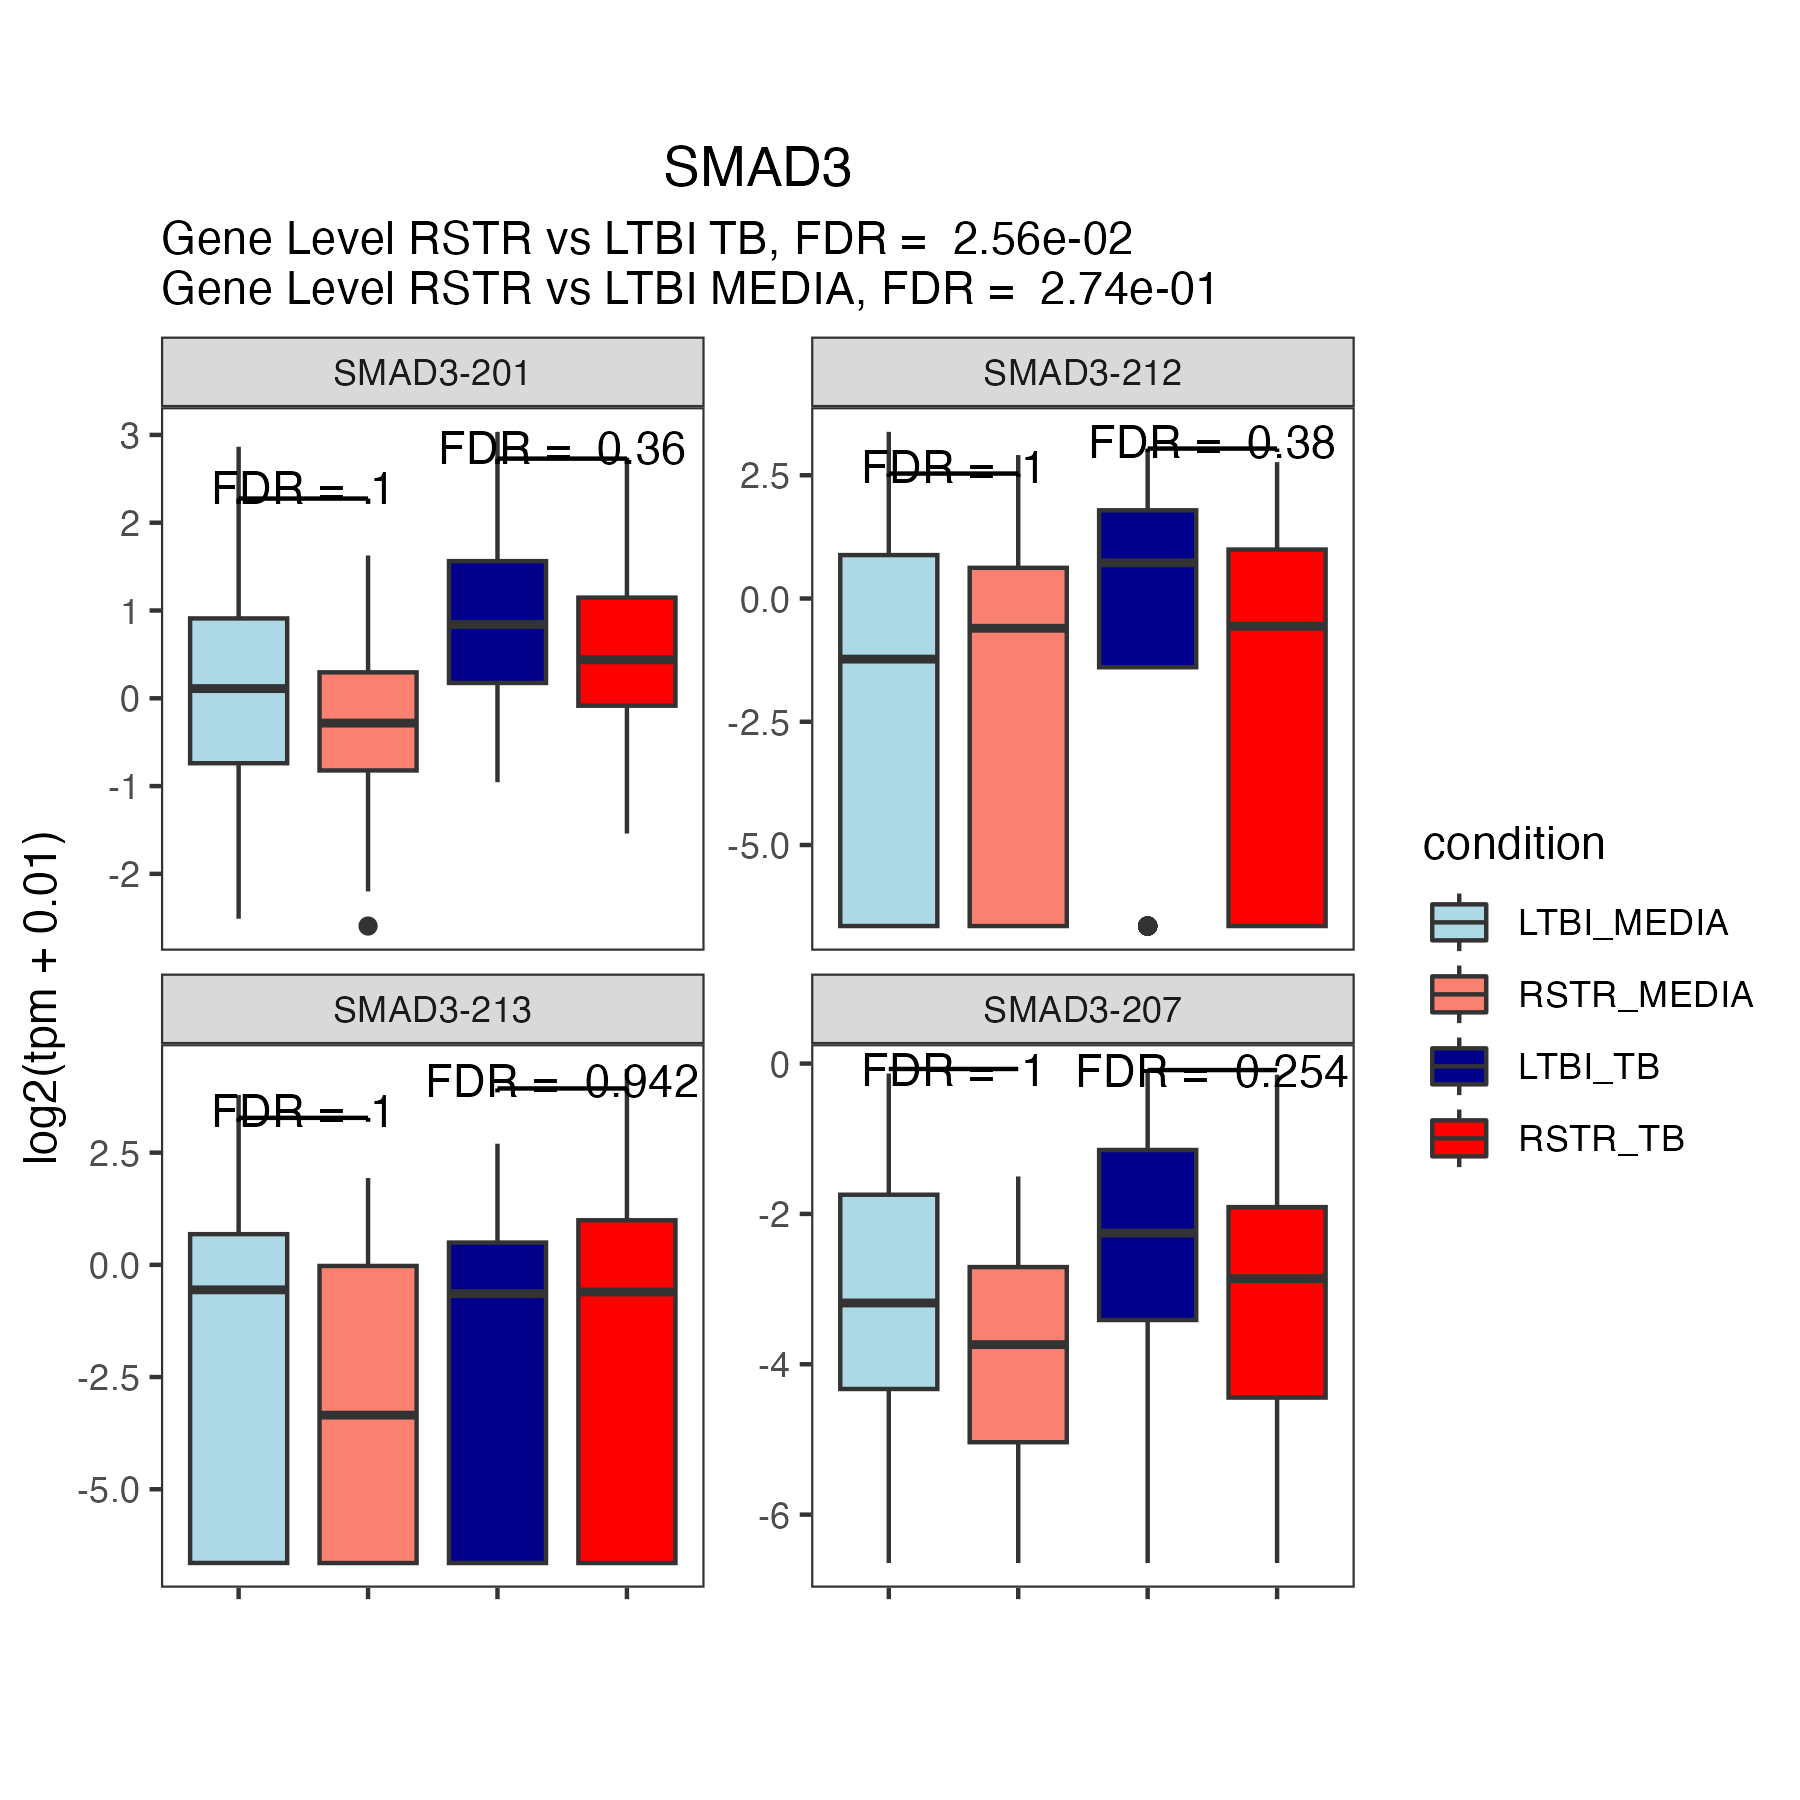 SMAD3
Gene Level RSTR vs LTBI TB, FDR =  2.56e-02
Gene Level RSTR vs LTBI MEDIA, FDR =  2.74e-01
SMAD3-201
FDR =  1
FDR =  0.36
3
2
1
0
-1
-2
SMAD3-212
FDR =  1
FDR =  0.38
2.5
0.0
-2.5
-5.0
SMAD3-213
FDR =  1
FDR =  0.942
2.5
0.0
-2.5
-5.0
SMAD3-207
FDR =  1
FDR =  0.254
0
-2
-4
-6
log2(tpm + 0.01)
condition
LTBI_MEDIA
RSTR_MEDIA
LTBI_TB
RSTR_TB